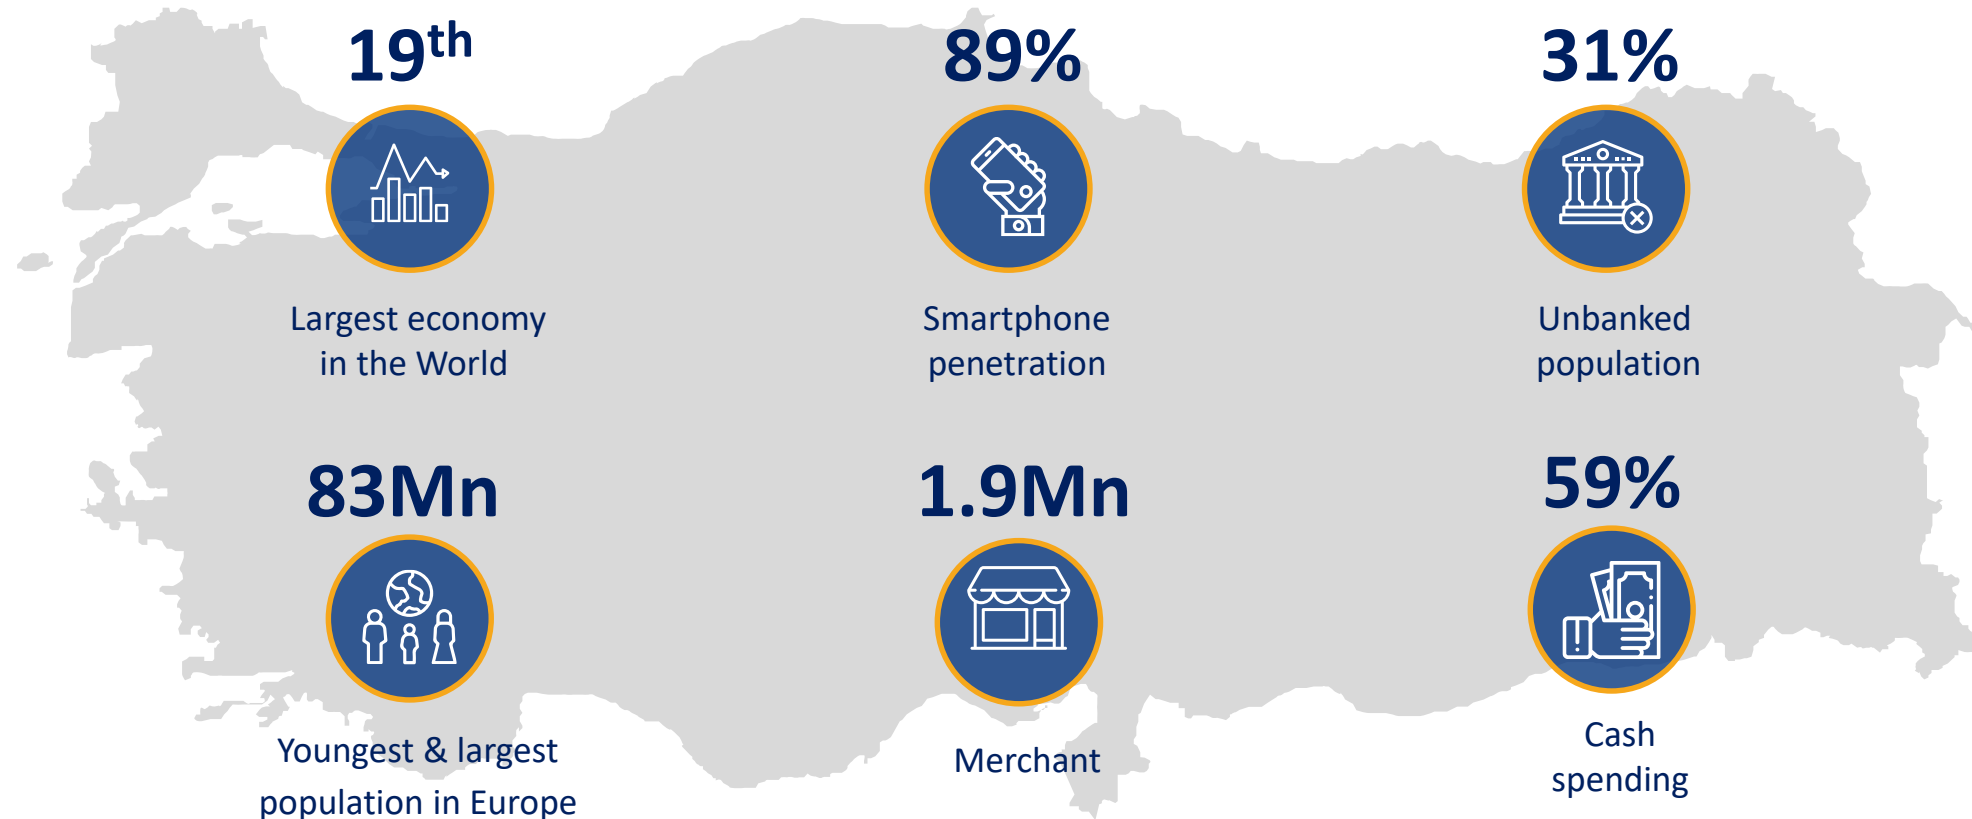 19th
Largest economy
in the World
89%
Smartphone
penetration
31%
Unbanked
population
83Mn
Youngest & largest
population in Europe
1.9Mn
Merchant
59%
Cash
spending